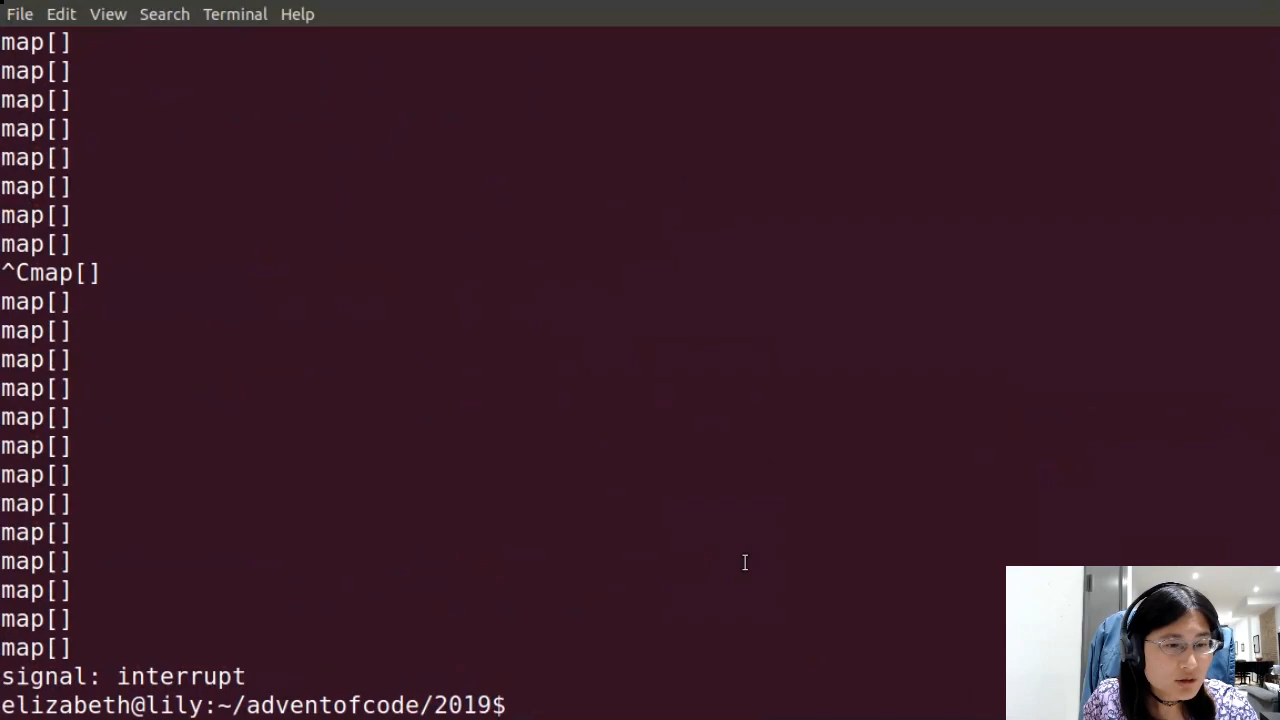 File Edit View Search Terminal Help
map[]
map[]
map[]
map[]
map[]
map[]
map[]
map[]
^Cmap[]
map[]
map[]
map[]
map[]
map[]
map[]
map[]
map[]
map[]
map[]
map[]
map[]
map[]
signal: interrupt
elizabeth@lily:~/adventofcode/2019$